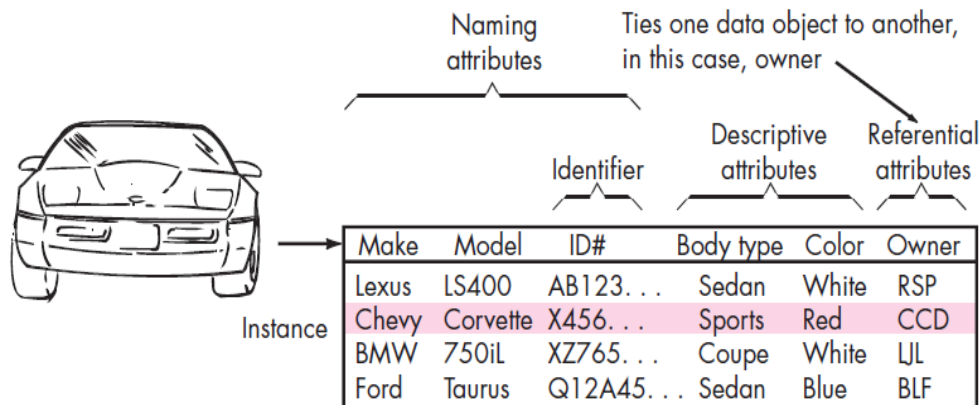 Naming
attributes
Ties one data object to another,
in this case, owner
Identifier
Descriptive
attributes
Referential
attributes
Make Model ID# Body type Color Owner
Lexus LS400 AB123. . . Sedan White RSP
Instance
Chevy Corvette X456. . . Sports Red CCD
BMW 750iL XZ765. . . Coupe White LJL
Ford Taurus Q12A45. . . Sedan Blue BLF